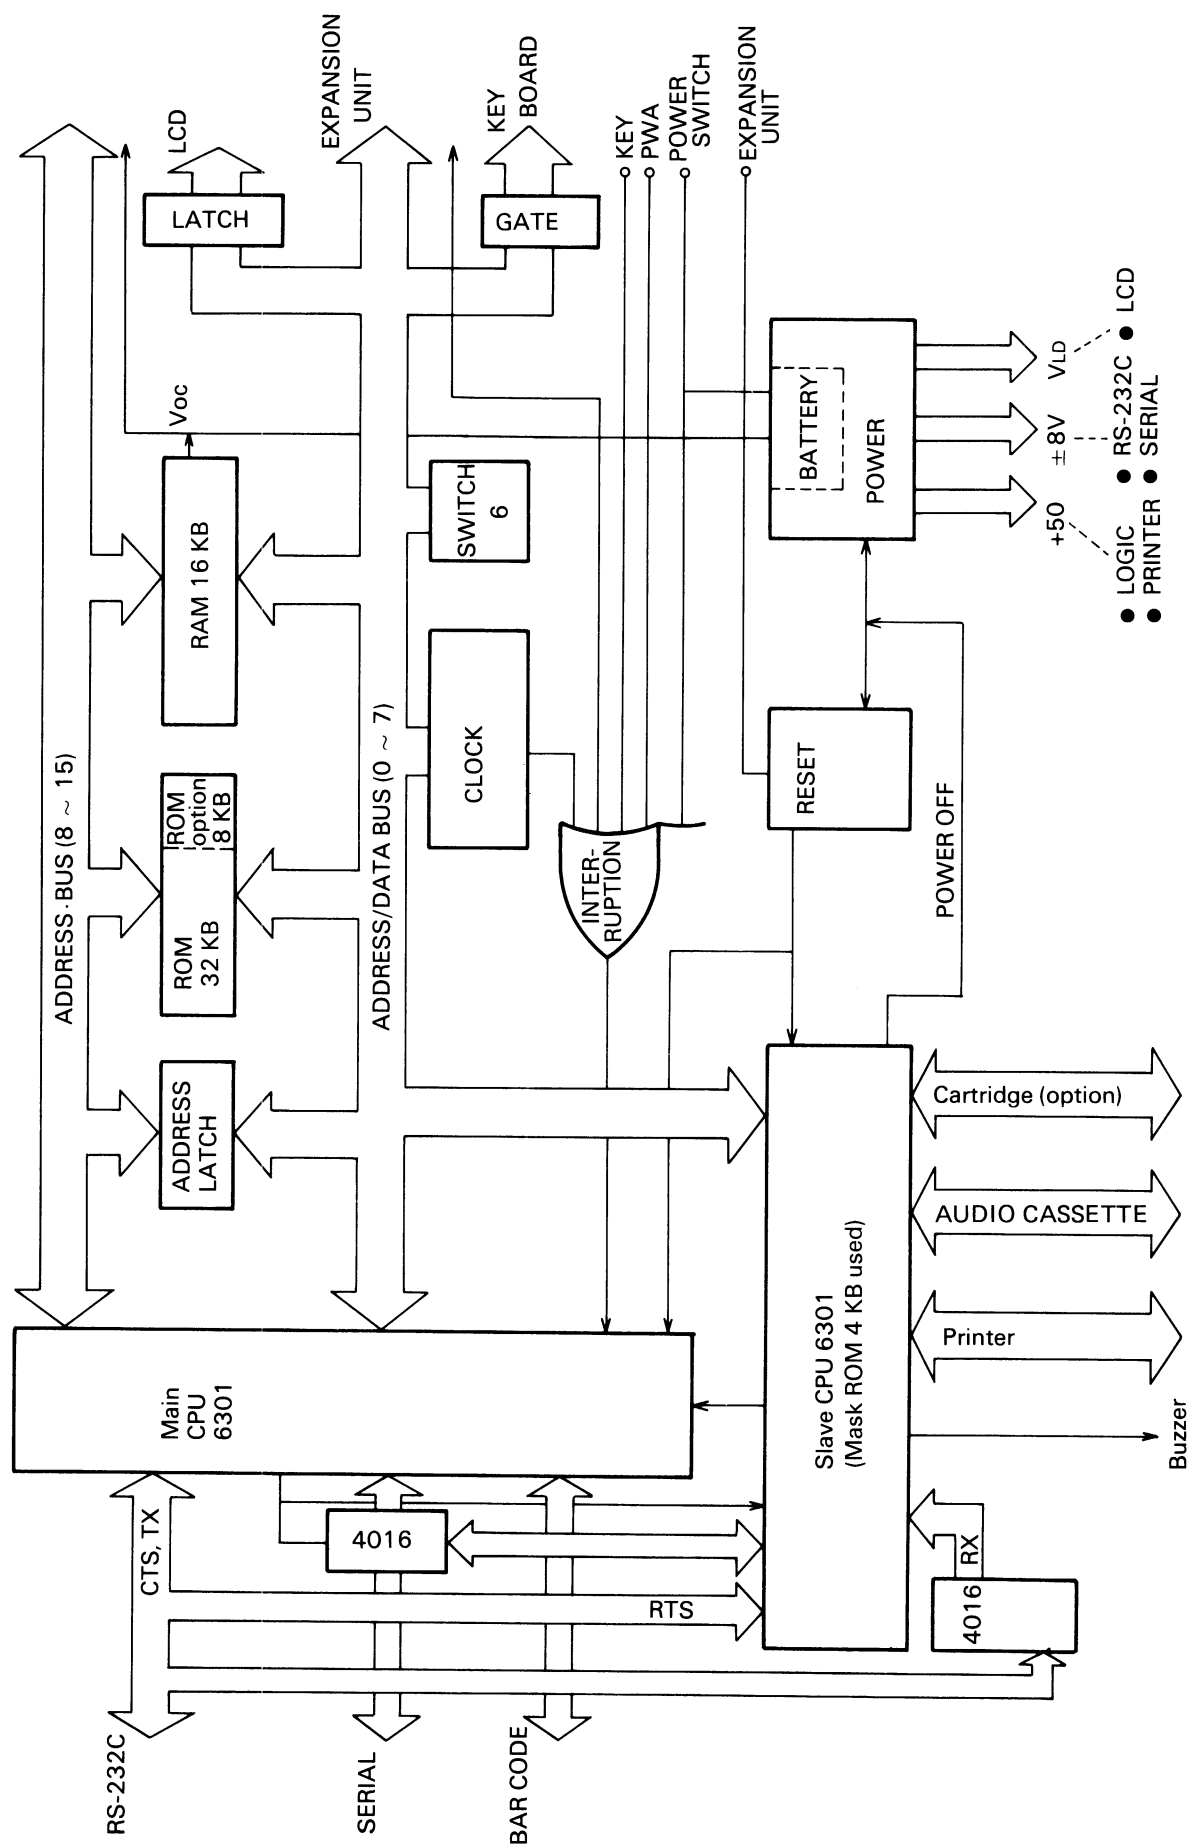 RS-232C
CTS, TX
SERIAL
BAR CODE
4016
RTS
Main
CPU
6301
ADDRESS·BUS (8 ~ 15)
ADDRESS
LATCH
ROM
32 KB
ROM
option
8 KB
RAM 16 KB
Voc
LATCH
LCD
ADDRESS/DATA BUS (0 ~ 7)
EXPANSION
UNIT
KEY
BOARD
GATE
SWITCH
6
CLOCK
INTER-
RUPTION
KEY
PWA
POWER
SWITCH
EXPANSION
UNIT
RESET
BATTERY
POWER
POWER OFF
Slave CPU 6301
(Mask ROM 4 KB used)
4016
RX
Buzzer
Printer
AUDIO CASSETTE
Cartridge (option)
+50
±8V
VLD
● LOGIC
● PRINTER
● RS-232C
● SERIAL
● LCD